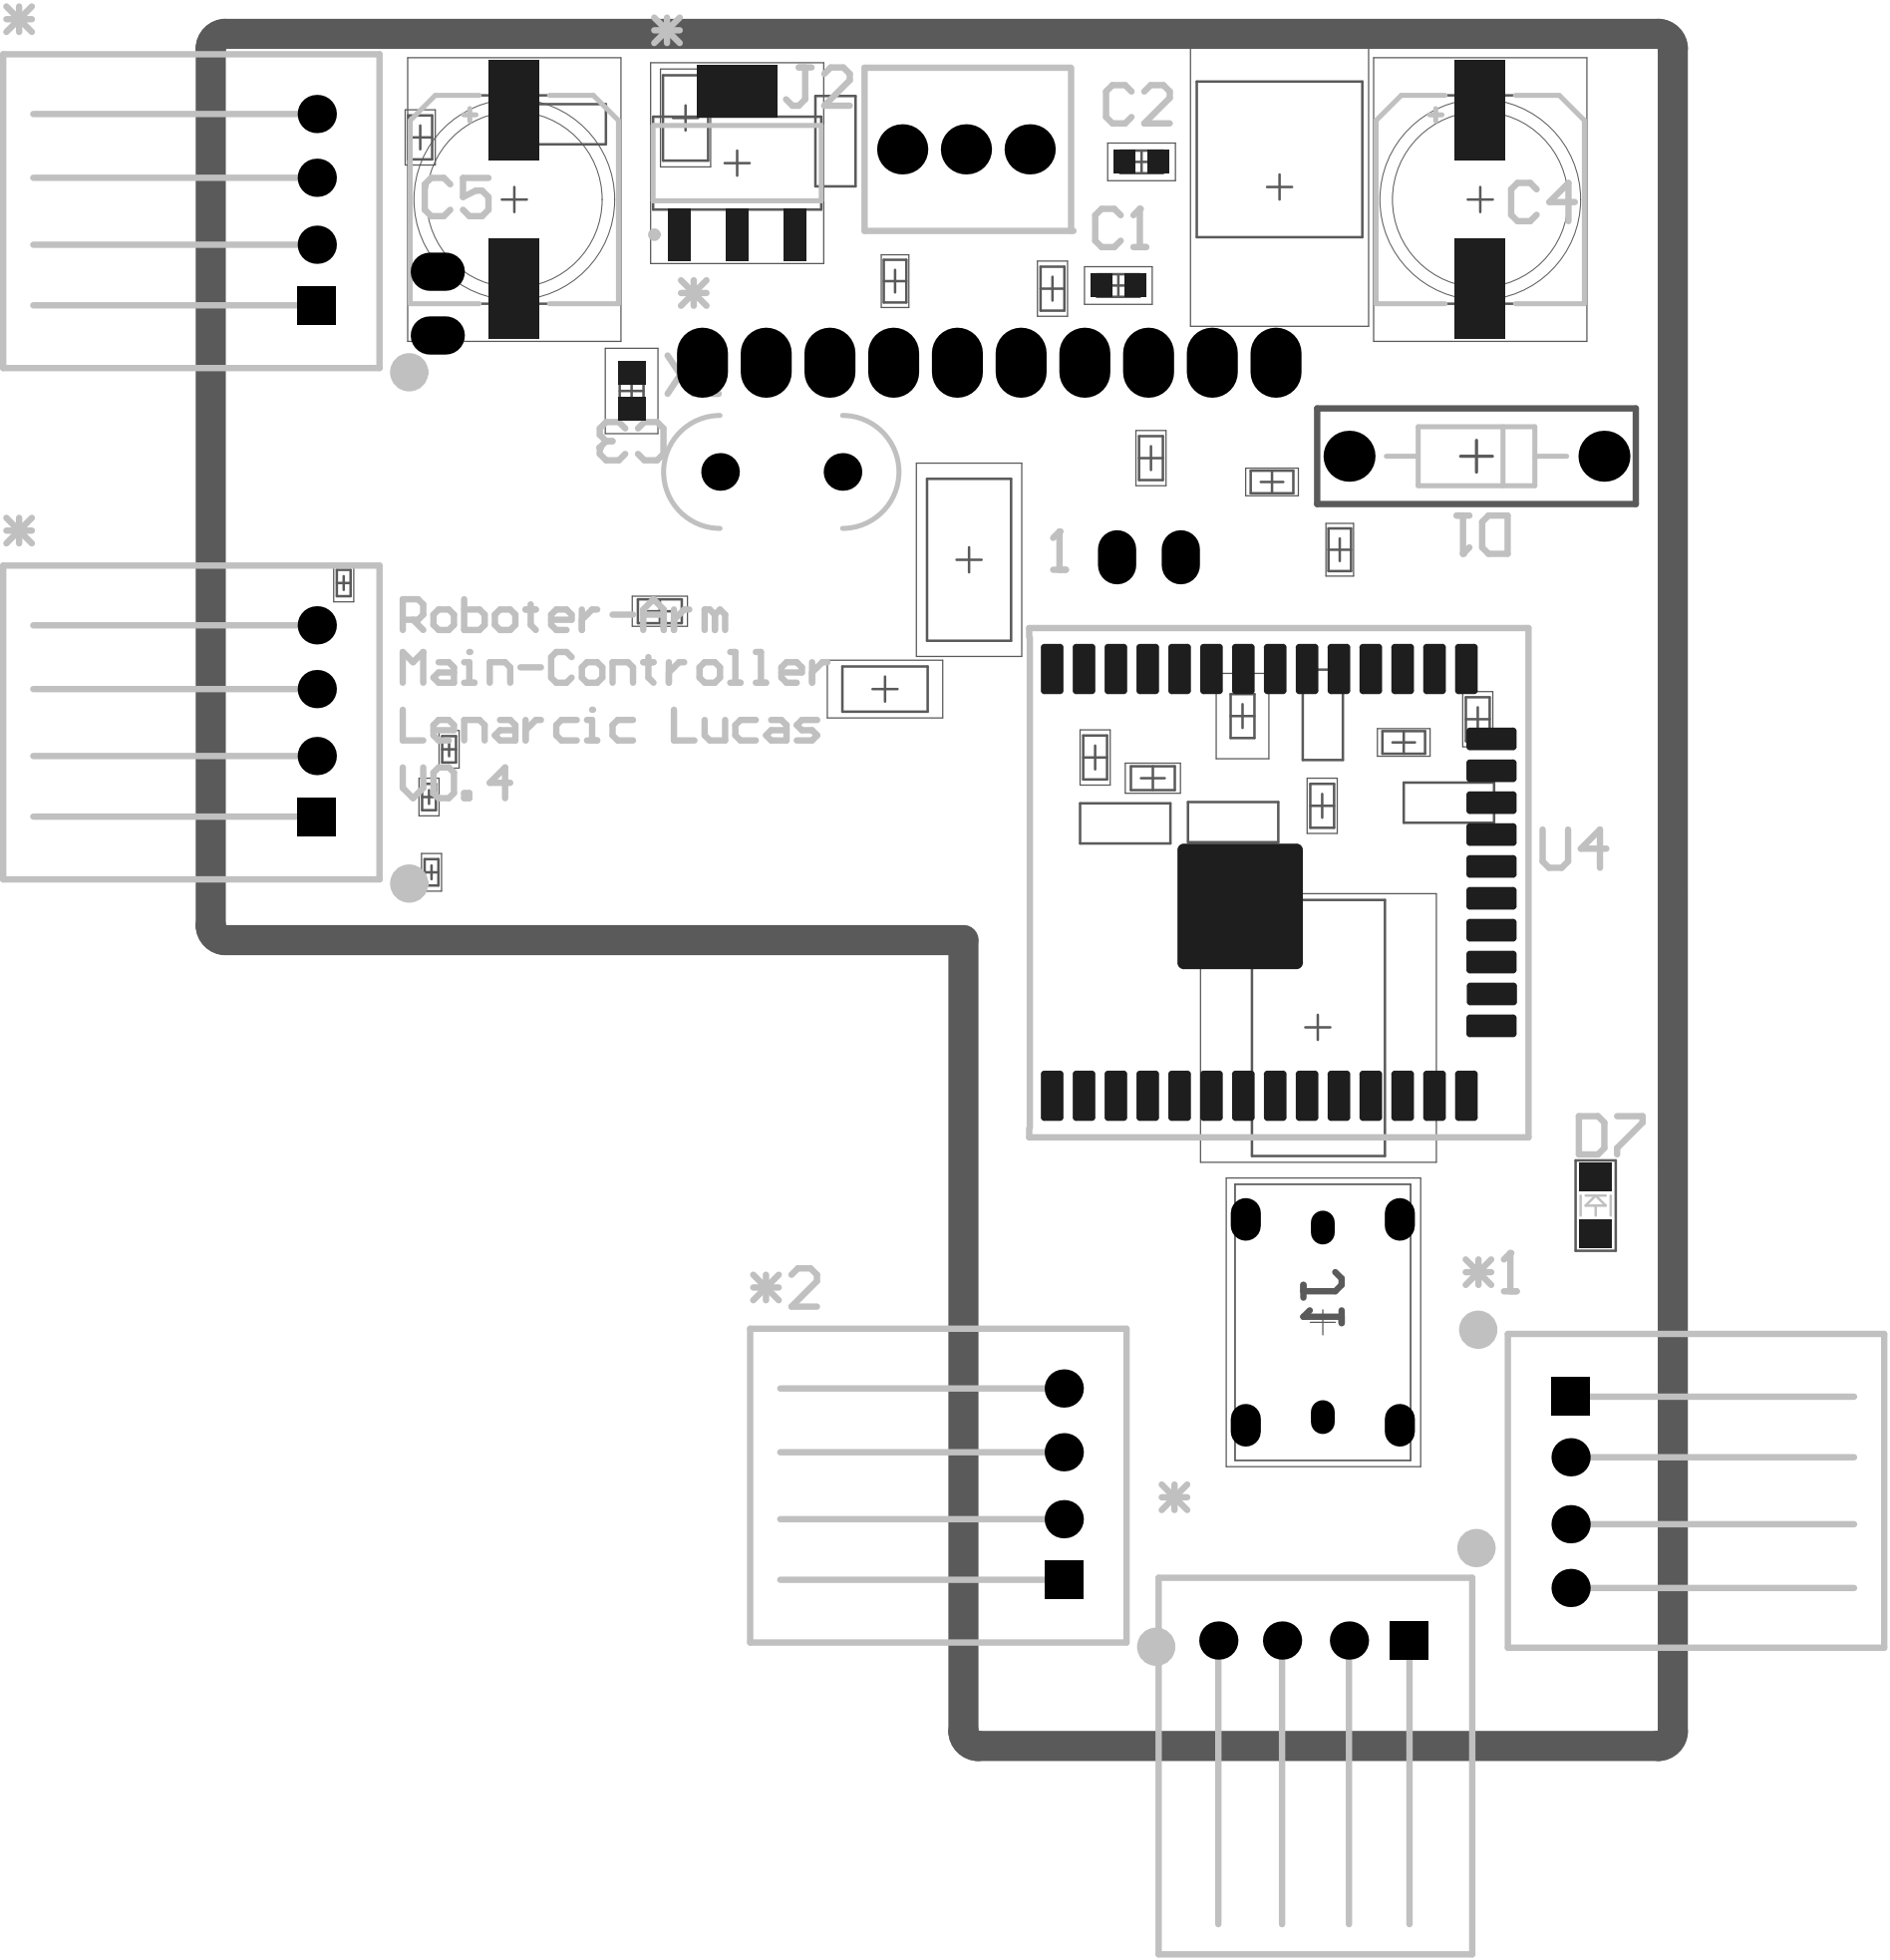 *
*
J2
C2
C5
C4
C1
*
C3
*
D1
1
Roboter-Arm
Main-Controller
Lenarcic Lucas
V0.4
U4
D7
*1
*2
J1
*